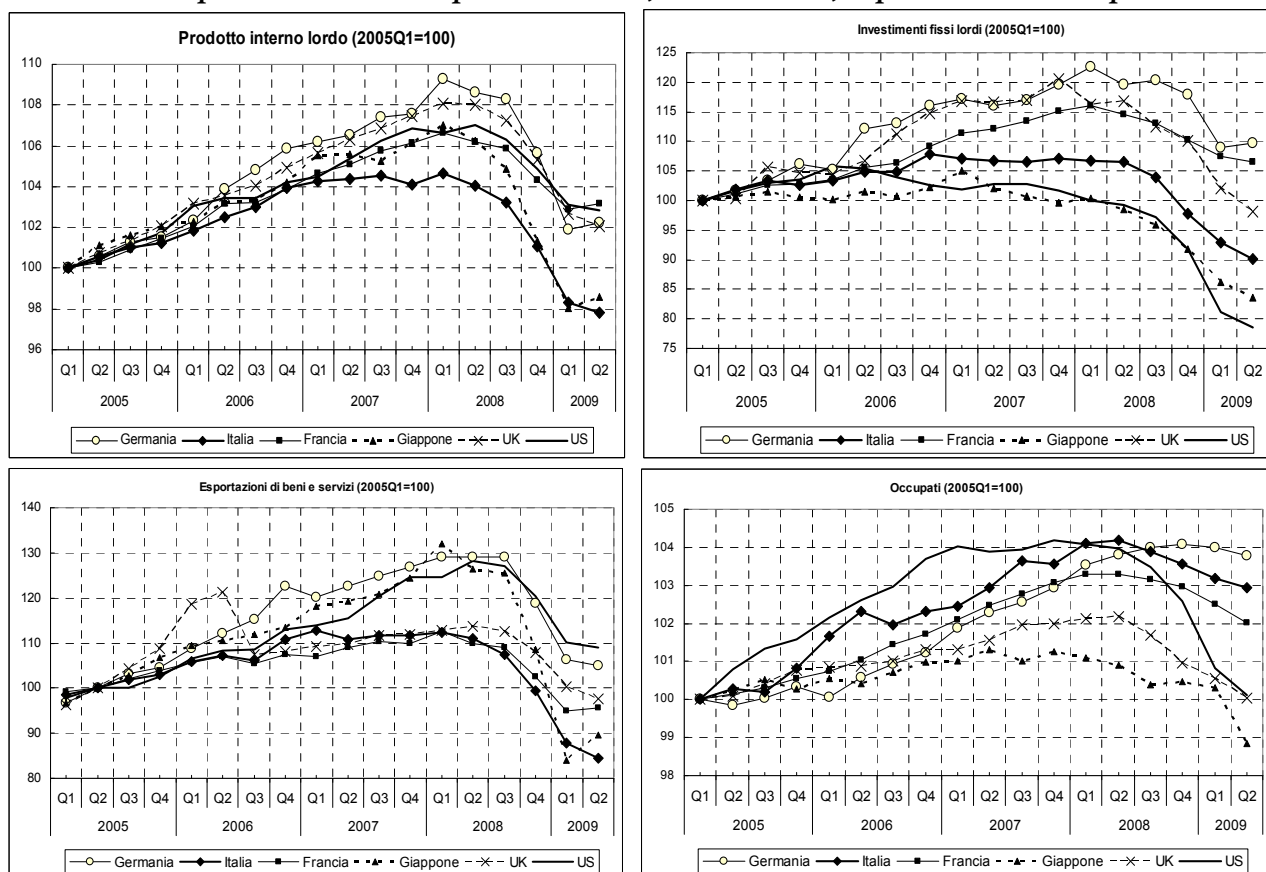 Prodotto interno lordo (2005Q1=100)
110
108
106
104
102
100
98
96
Q1 Q2 Q3 Q4 Q1 Q2 Q3 Q4 Q1 Q2 Q3 Q4 Q1 Q2 Q3 Q4 Q1 Q2
2005 2006 2007 2008 2009
Germania Italia Francia Giappone UK US
Investimenti fissi lordi (2005Q1=100)
125
120
115
110
105
100
95
90
85
80
75
Q1 Q2 Q3 Q4 Q1 Q2 Q3 Q4 Q1 Q2 Q3 Q4 Q1 Q2 Q3 Q4 Q1 Q2
2005 2006 2007 2008 2009
Germania Italia Francia Giappone UK US
Esportazioni di beni e servizi (2005Q1=100)
140
130
120
110
100
90
80
Q1 Q2 Q3 Q4 Q1 Q2 Q3 Q4 Q1 Q2 Q3 Q4 Q1 Q2 Q3 Q4 Q1 Q2
2005 2006 2007 2008 2009
Germania Italia Francia Giappone UK US
Occupati (2005Q1=100)
105
104
103
102
101
100
99
98
Q1 Q2 Q3 Q4 Q1 Q2 Q3 Q4 Q1 Q2 Q3 Q4 Q1 Q2 Q3 Q4 Q1 Q2
2005 2006 2007 2008 2009
Germania Italia Francia Giappone UK US